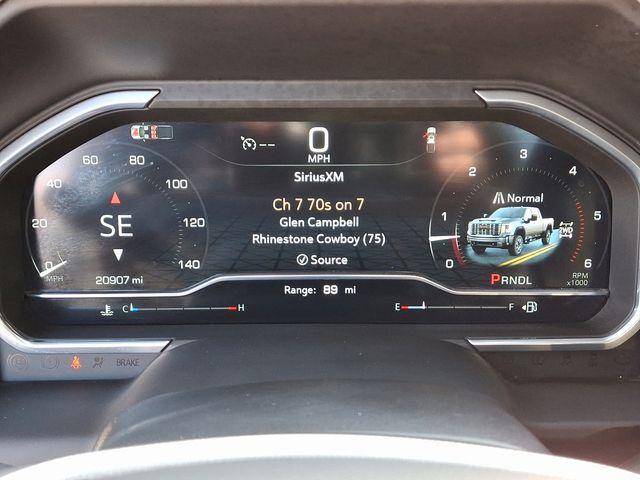 0
MPH
SiriusXM
Ch 7 70s on 7
Glen Campbell
Rhinestone Cowboy (75)
Source
Range: 89 mi
0 20 40 60 80 100 120 140
MPH
SE
20907 mi
C H
E F
0 1 2 3 4 5 6
Normal
2WD
PRNDL
RPM
x1000
BRAKE